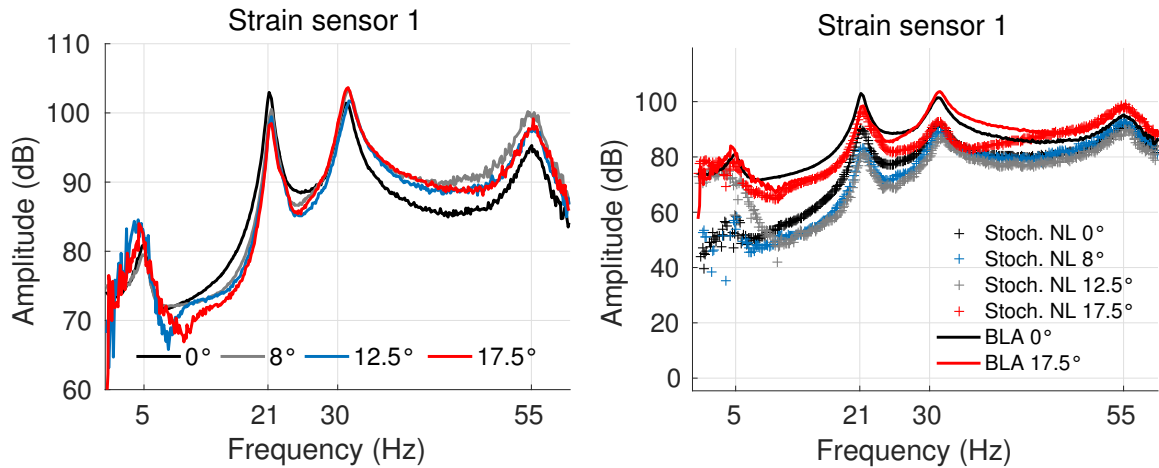 Strain sensor 1
110
100
90
80
70
60
Amplitude (dB)
0° 8° 12.5° 17.5°
5 21 30 55
Frequency (Hz)
Strain sensor 1
100
80
60
40
20
0
Amplitude (dB)
Stoch. NL 0°
Stoch. NL 8°
Stoch. NL 12.5°
Stoch. NL 17.5°
BLA 0°
BLA 17.5°
5 21 30 55
Frequency (Hz)